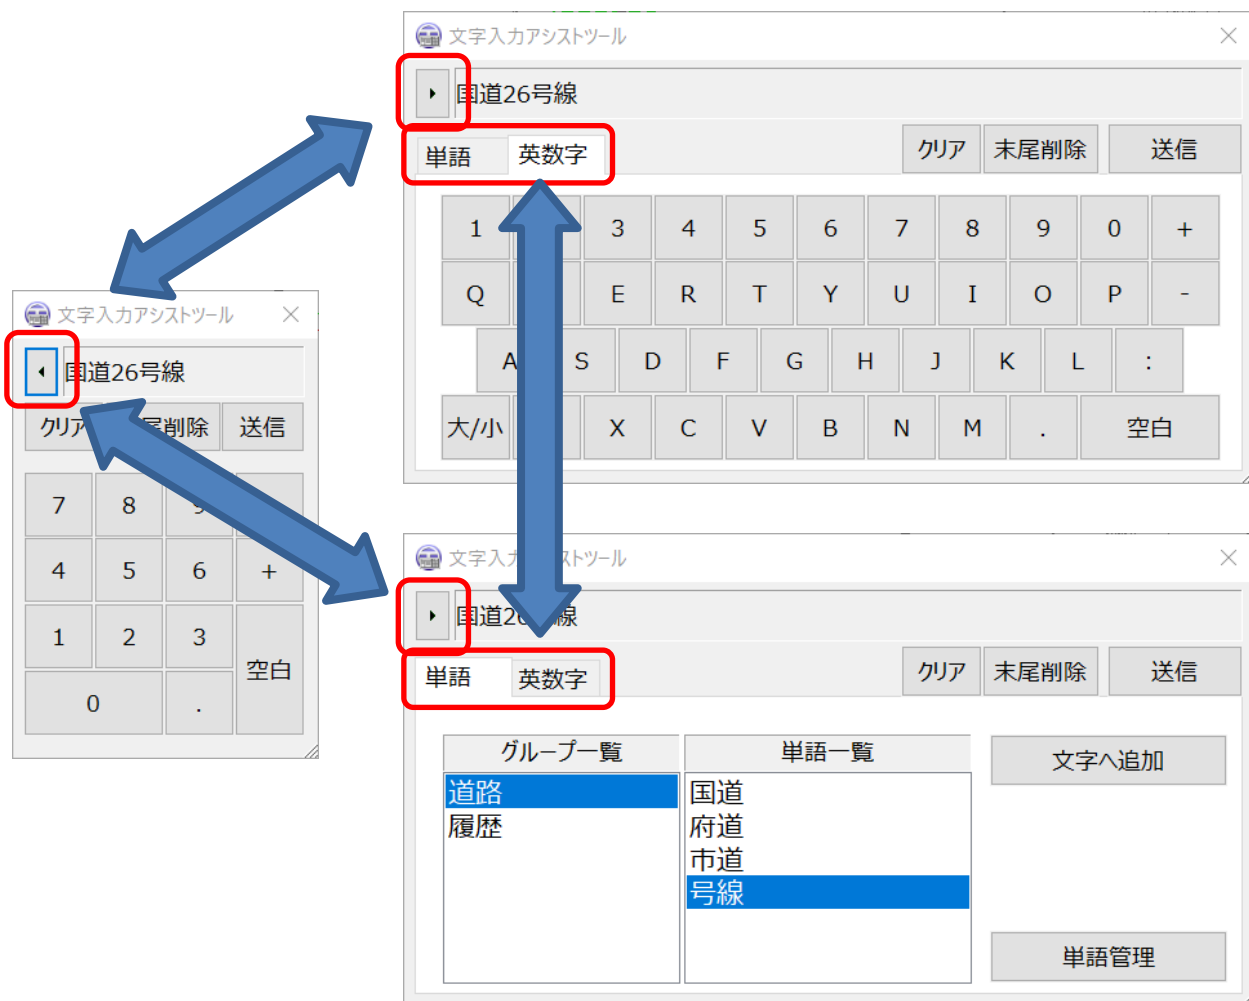 文字入力アシストツール
国道26号線
単語 英数字 クリア 末尾削除 送信
1 3 4 5 6 7 8 9 0 +
Q E R T Y U I O P -
A S D F G H J K L :
大/小 X C V B N M . 空白
文字入力アシストツール
国道26号線
クリア 尾削除 送信
7 8 9
4 5 6 +
1 2 3
空白
0 .
文字入力 ストツール
国道26 線
単語 英数字 クリア 末尾削除 送信
グループ一覧 単語一覧 文字へ追加
道路 国道
履歴 府道
市道
号線
単語管理